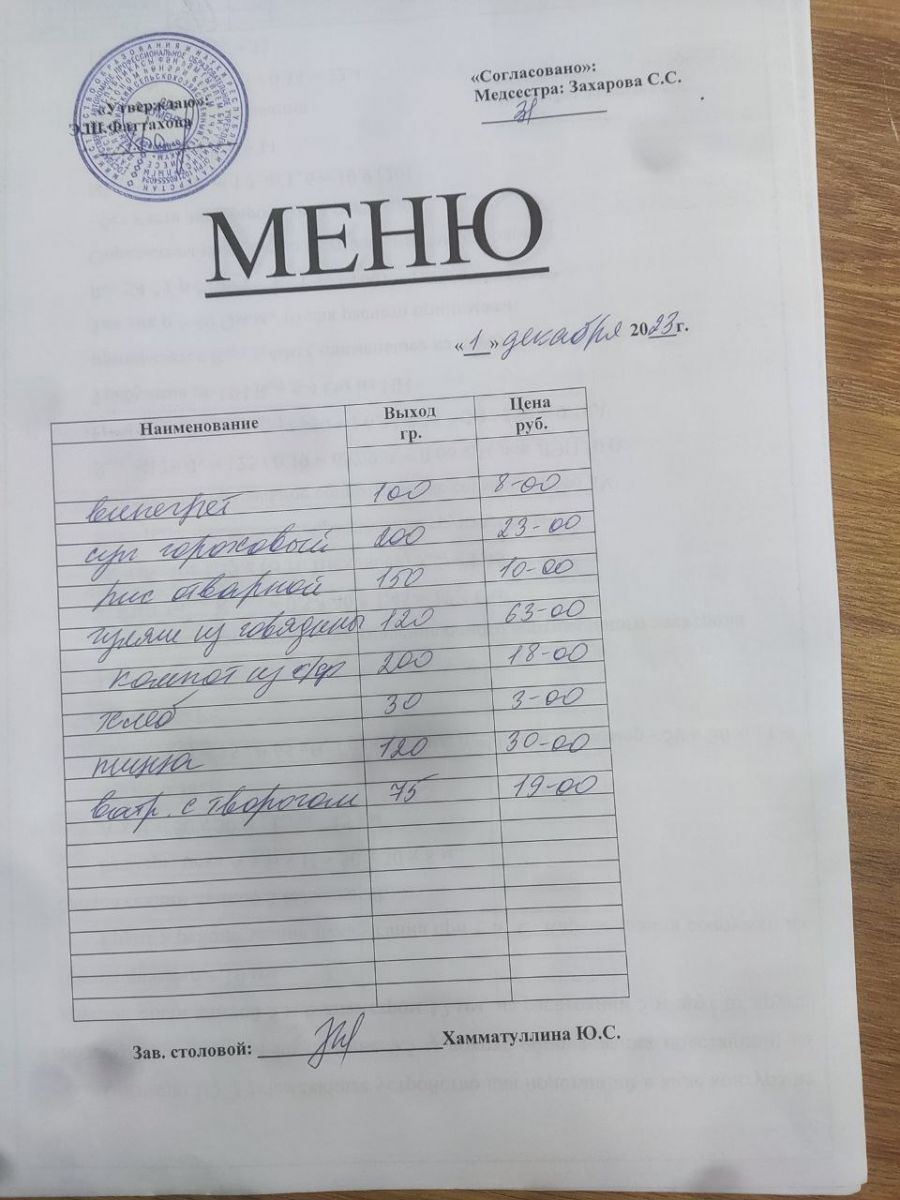 «Утверждаю»:
Э.Ш.Фаттахова
«Согласовано»:
Медсестра: Захарова С.С.
МЕНЮ
«1» декабря 2023г.
Наименование Выход гр. Цена руб.
винегрет 100 8-00
суп гороховый 200 23-00
рис отварной 150 10-00
гуляш из говядины 120 63-00
компот из с/ф 200 18-00
хлеб 30 3-00
пицца 120 30-00
ватр. с творогом 75 19-00
Зав. столовой: Хамматуллина Ю.С.